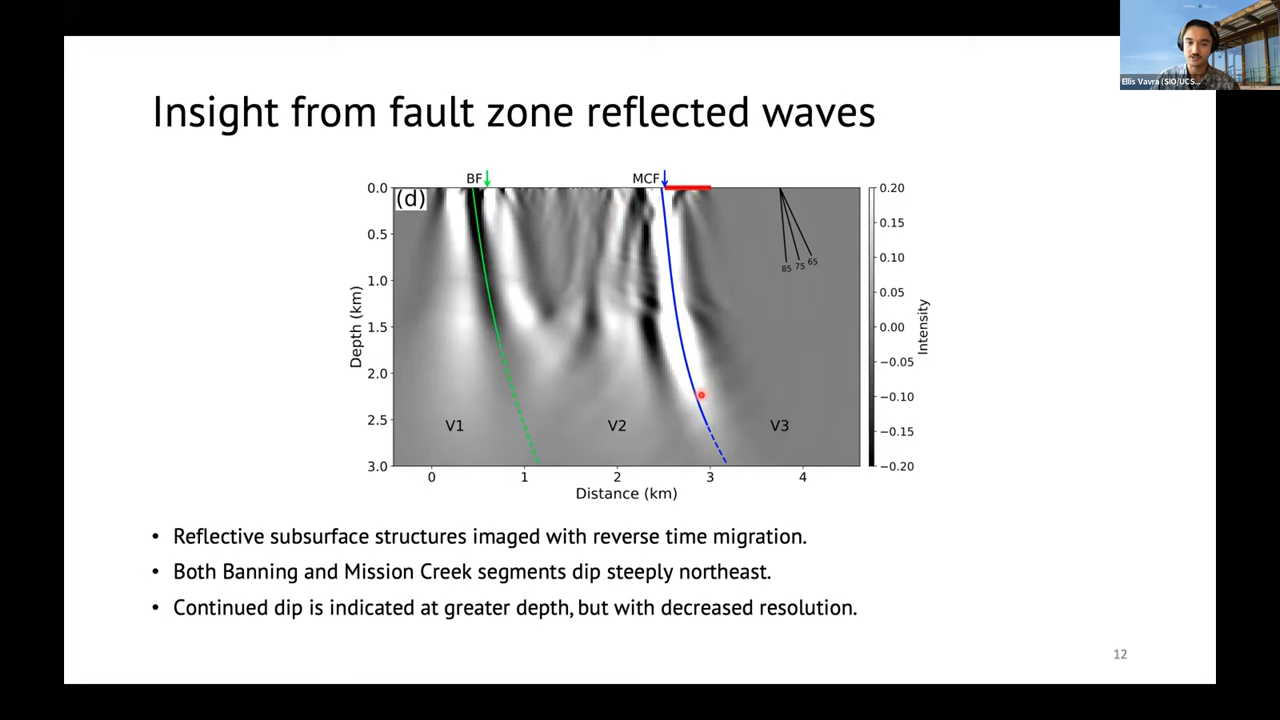 Ellis Vavra (SIO/UCS...
Insight from fault zone reflected waves
BF
MCF
(d)
0.0
0.5
1.0
1.5
2.0
2.5
3.0
Depth (km)
85 75 65
V1
V2
V3
0
1
2
3
4
Distance (km)
0.20
0.15
0.10
0.05
0.00
−0.05
−0.10
−0.15
−0.20
Intensity
• Reflective subsurface structures imaged with reverse time migration.
• Both Banning and Mission Creek segments dip steeply northeast.
• Continued dip is indicated at greater depth, but with decreased resolution.
12